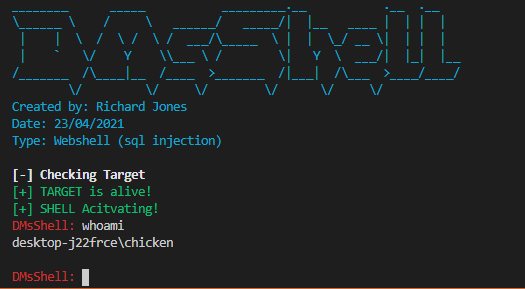 DMsShell
Created by: Richard Jones
Date: 23/04/2021
Type: Webshell (sql injection)
[-] Checking Target
[+] TARGET is alive!
[+] SHELL Acitvating!
DMsShell: whoami
desktop-j22frce\chicken
DMsShell: